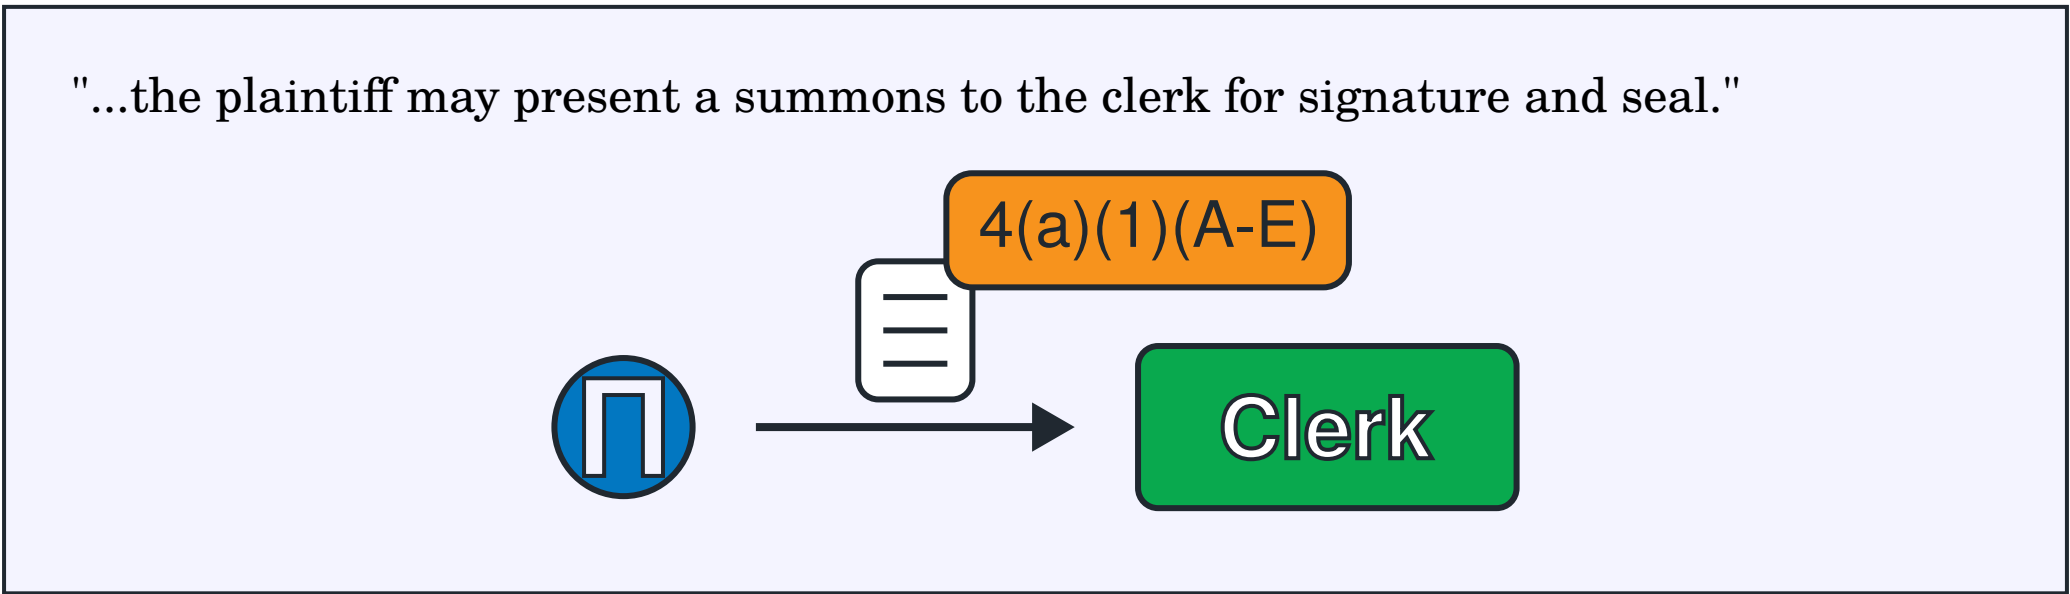 "...the plaintiff may present a summons to the clerk for signature and seal."
4(a)(1)(A-E)
Π
Clerk